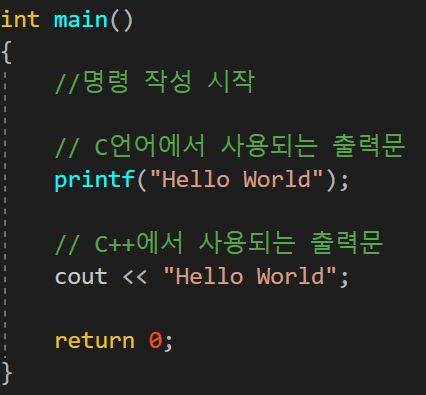 int main()
{
//명령 작성 시작
// C언어에서 사용되는 출력문
printf("Hello World");
// C++에서 사용되는 출력문
cout << "Hello World";
return 0;
}